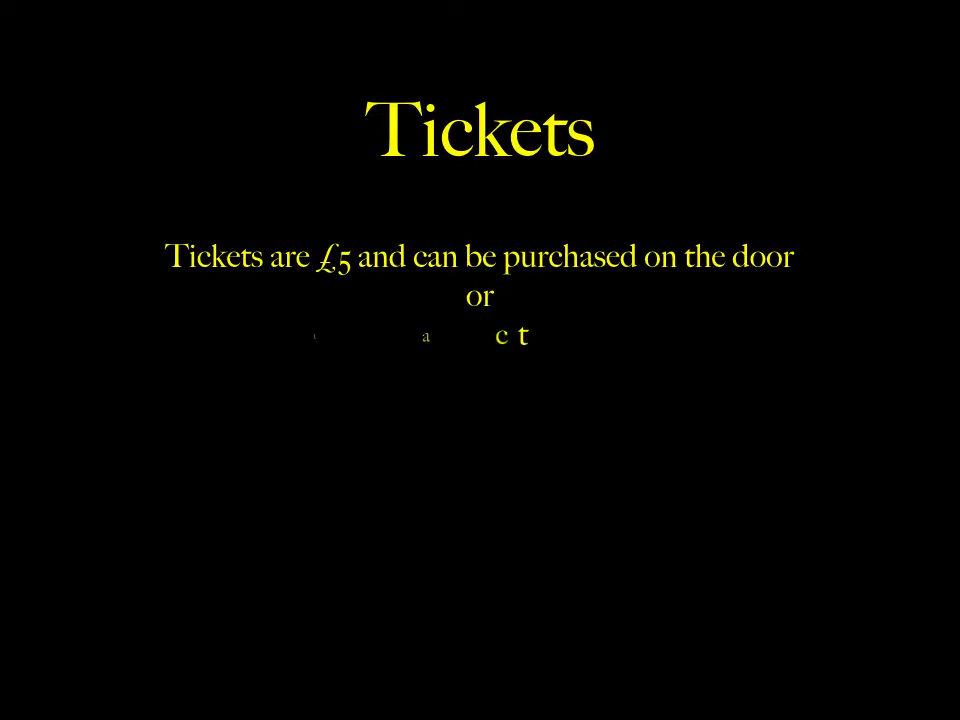 Tickets
Tickets are £5 and can be purchased on the door
or
a c t